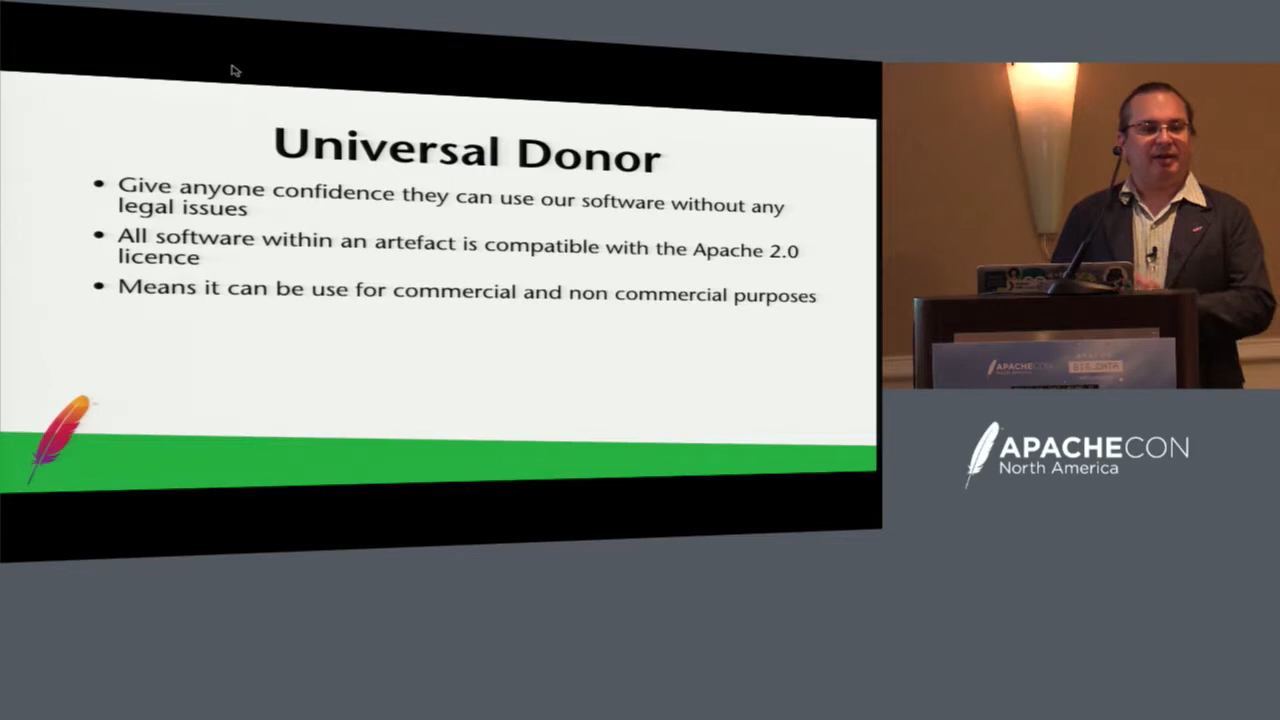 Universal Donor
• Give anyone confidence they can use our software without any
legal issues
• All software within an artefact is compatible with the Apache 2.0
licence
• Means it can be use for commercial and non commercial purposes
APACHECON
APACHECON
North America